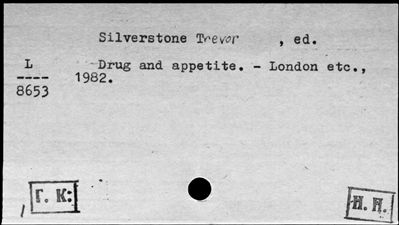 Silverstone Trevor , ed.
L
----
8653
Drug and appetite. - London etc.,
1982.
Г. К:
Н. Я.